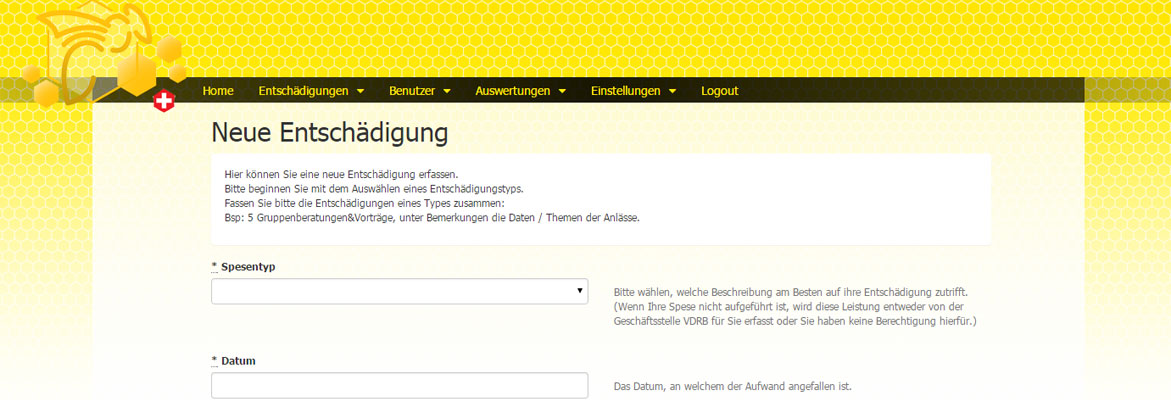 Home Entschädigungen Benutzer Auswertungen Einstellungen Logout
Neue Entschädigung
Hier können Sie eine neue Entschädigung erfassen.
Bitte beginnen Sie mit dem Auswählen eines Entschädigungstyps.
Fassen Sie bitte die Entschädigungen eines Types zusammen:
Bsp: 5 Gruppenberatungen&Vorträge, unter Bemerkungen die Daten / Themen der Anlässe.
* Spesentyp
Bitte wählen, welche Beschreibung am Besten auf ihre Entschädigung zutrifft.
(Wenn Ihre Spese nicht aufgeführt ist, wird diese Leistung entweder von der
Geschäftsstelle VDRB für Sie erfasst oder Sie haben keine Berechtigung hierfür.)
* Datum
Das Datum, an welchem der Aufwand angefallen ist.